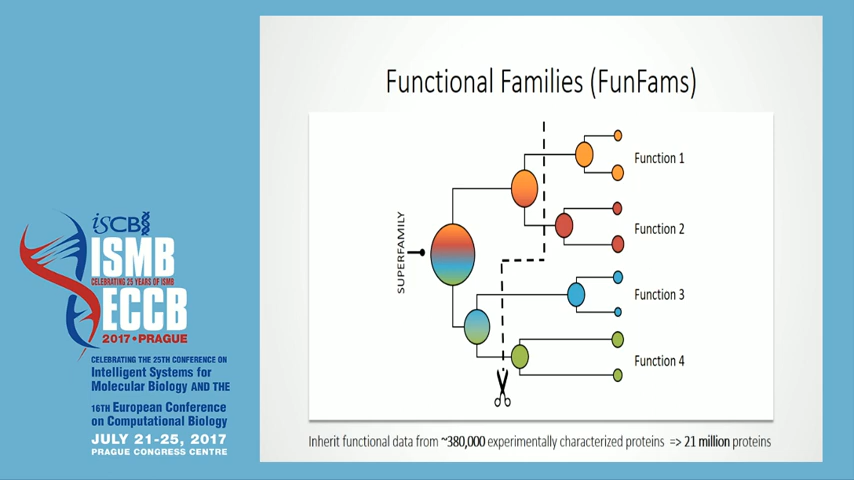 Functional Families (FunFams)
SUPERFAMILY
Function 1
Function 2
Function 3
Function 4
Inherit functional data from ~380,000 experimentally characterized proteins => 21 million proteins
iSCB
ISMB
CELEBRATING 25 YEARS OF ISMB
ECCB
2017 • PRAGUE
CELEBRATING THE 25TH CONFERENCE ON
Intelligent Systems for
Molecular Biology AND THE
16TH European Conference
on Computational Biology
JULY 21-25, 2017
PRAGUE CONGRESS CENTRE